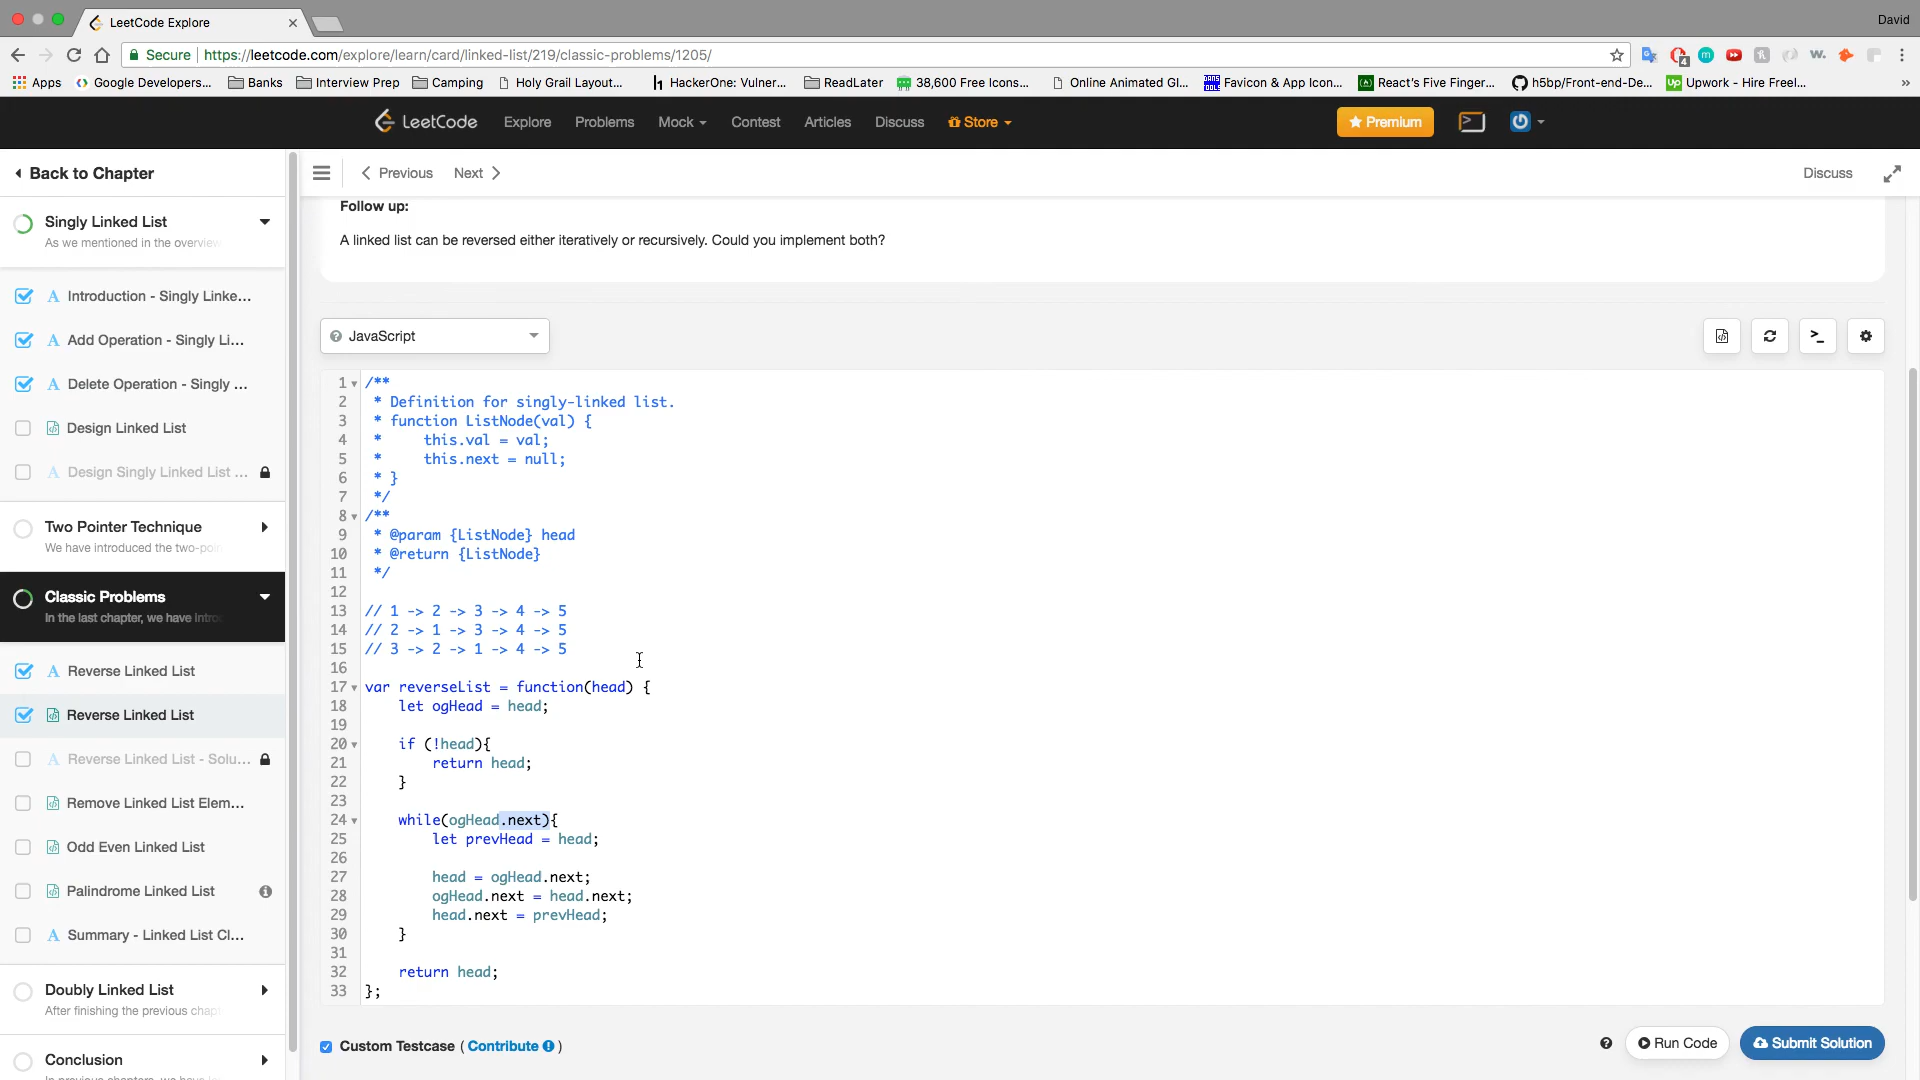 LeetCode Explore
David
Secure
https://leetcode.com/explore/learn/card/linked-list/219/classic-problems/1205/
4
w.
Apps
Google Developers...
Banks
Interview Prep
Camping
Holy Grail Layout...
HackerOne: Vulner...
ReadLater
38,600 Free Icons...
Online Animated Gl...
Favicon & App Icon...
React's Five Finger...
h5bp/Front-end-De...
Up
Upwork - Hire Freel...
»
LeetCode
Explore
Problems
Mock
Contest
Articles
Discuss
Store
Premium
Back to Chapter
Previous
Next
Discuss
Singly Linked List
As we mentioned in the overview
A Introduction - Singly Linke...
A Add Operation - Singly Li...
A Delete Operation - Singly ...
Design Linked List
A Design Singly Linked List ...
Two Pointer Technique
We have introduced the two-poin
Classic Problems
In the last chapter, we have intro
A Reverse Linked List
Reverse Linked List
A Reverse Linked List - Solu...
Remove Linked List Elem...
Odd Even Linked List
Palindrome Linked List
A Summary - Linked List Cl...
Doubly Linked List
After finishing the previous chap
Conclusion
Follow up:
A linked list can be reversed either iteratively or recursively. Could you implement both?
JavaScript
1 /**
2  * Definition for singly-linked list.
3  * function ListNode(val) {
4  *     this.val = val;
5  *     this.next = null;
6  * }
7  */
8 /**
9  * @param {ListNode} head
10  * @return {ListNode}
11  */
12
13 // 1 -> 2 -> 3 -> 4 -> 5
14 // 2 -> 1 -> 3 -> 4 -> 5
15 // 3 -> 2 -> 1 -> 4 -> 5
16
17 var reverseList = function(head) {
18     let ogHead = head;
19
20     if (!head){
21         return head;
22     }
23
24     while(ogHead.next){
25         let prevHead = head;
26
27         head = ogHead.next;
28         ogHead.next = head.next;
29         head.next = prevHead;
30     }
31
32     return head;
33 };
Custom Testcase ( Contribute )
Run Code
Submit Solution